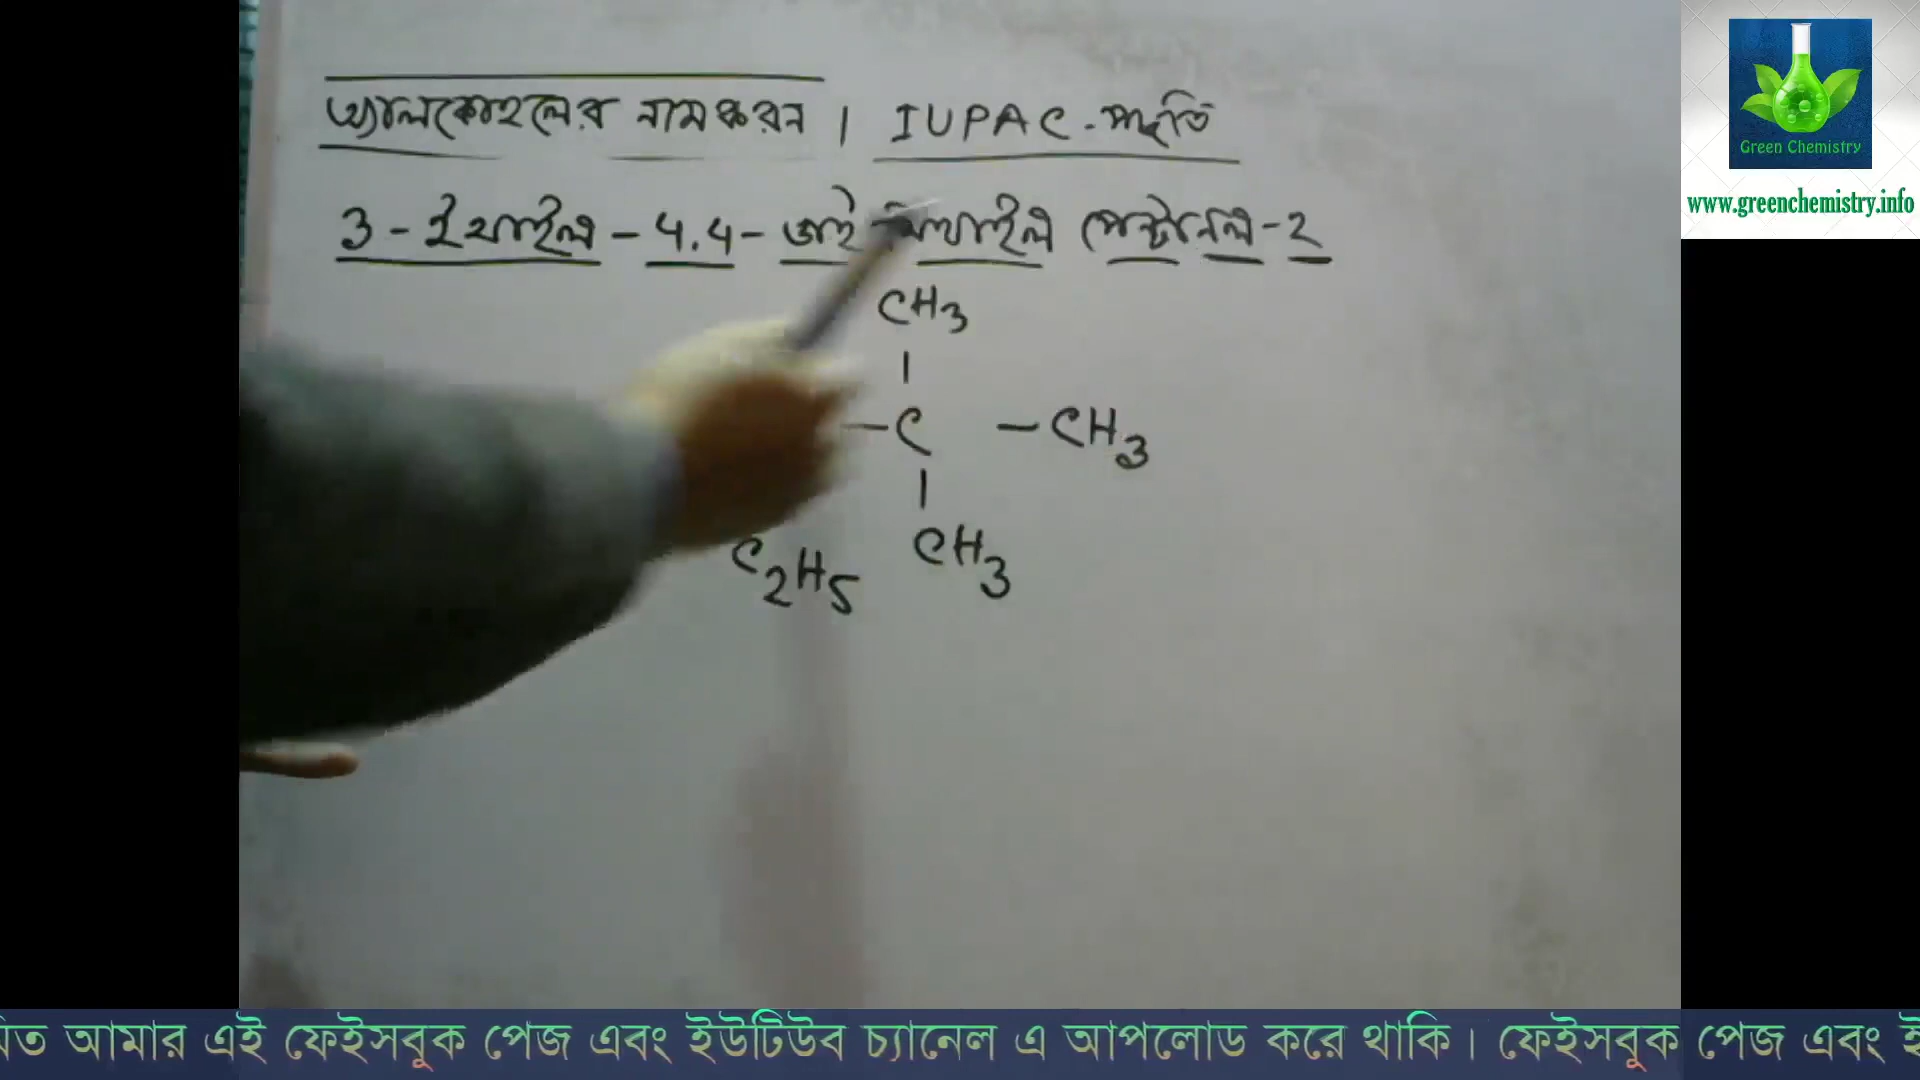 অ্যালকোহলের নামকরন। IUPAC-পদ্ধতি
3-ইথাইল-4.4-ডাই মিথাইল পেন্টানল-2
CH3
-C -CH3
C2H5 CH3
Green Chemistry
www.greenchemistry.info
আমার এই ফেইসবুক পেজ এবং ইউটিউব চ্যানেল এ আপলোড করে থাকি। ফেইসবুক পেজ এবং